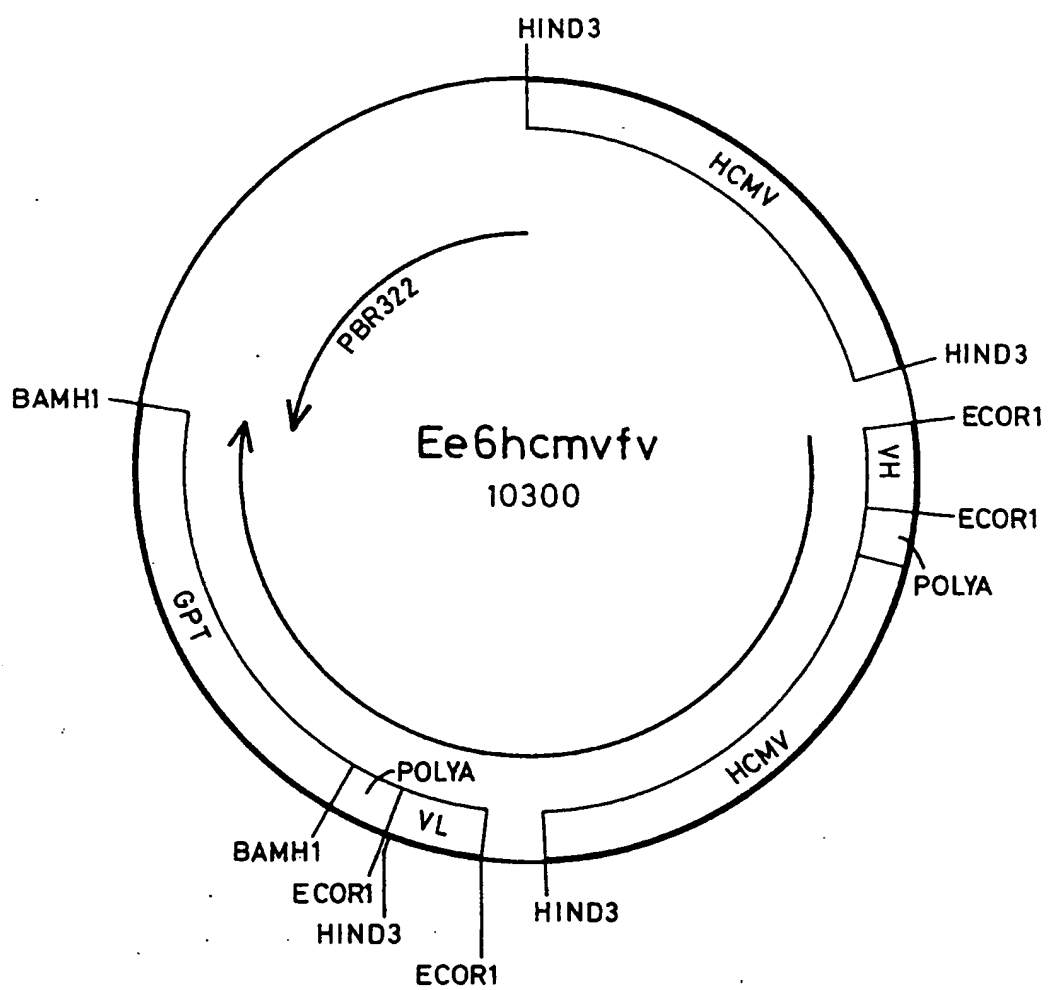 HIND3
HCMV
HIND3
PBR322
BAMH1
ECOR1
Ee6hcmvfv
VH
10300
ECOR1
POLYA
GPT
HCMV
POLYA
VL
BAMH1
ECOR1
HIND3
HIND3
ECOR1